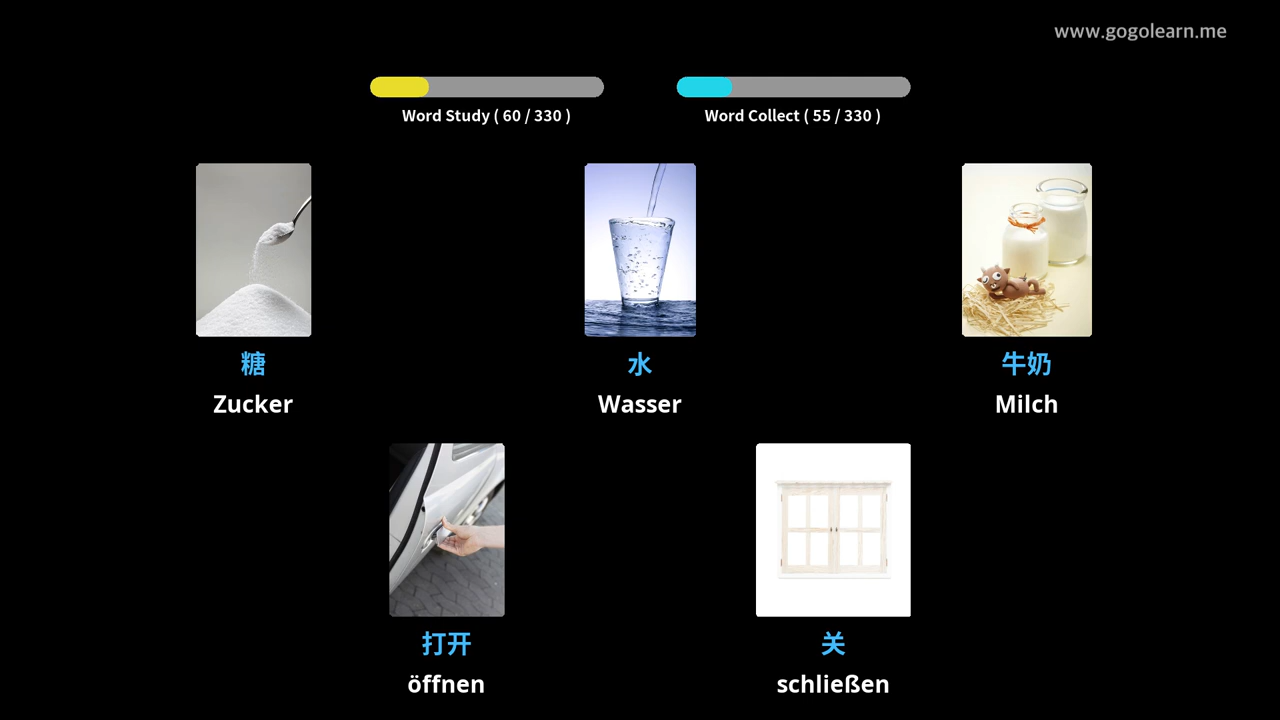 www.gogolearn.me
Word Study ( 60 / 330 )
Word Collect ( 55 / 330 )
糖
Zucker
水
Wasser
牛奶
Milch
打开
öffnen
关
schließen